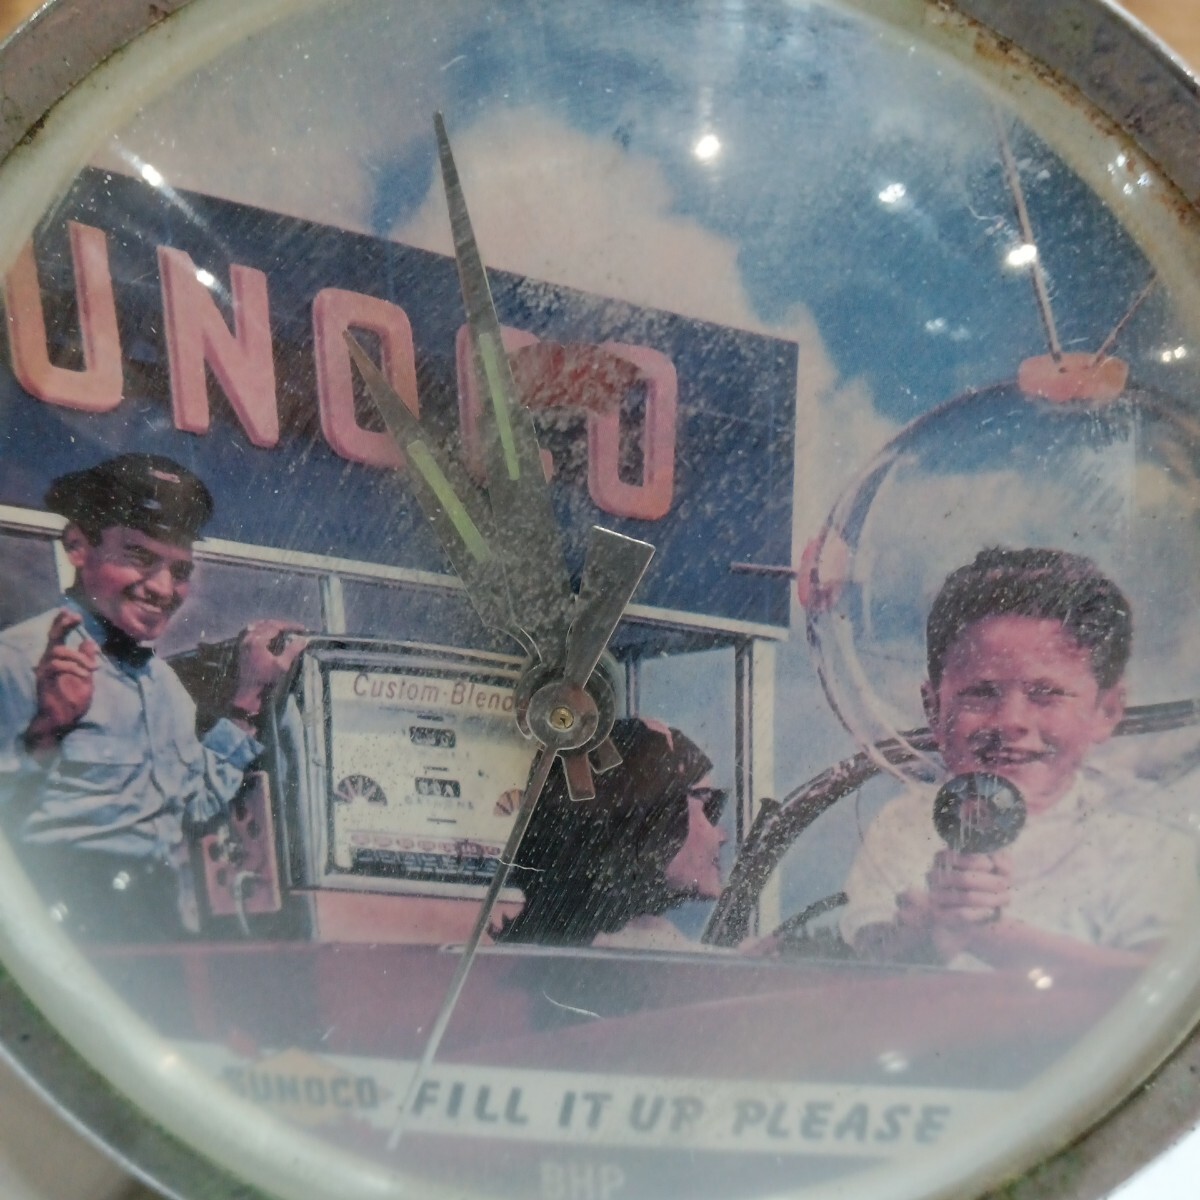 UNOCO
Custom-Blend
SUNOCO FILL IT UP PLEASE
BHP